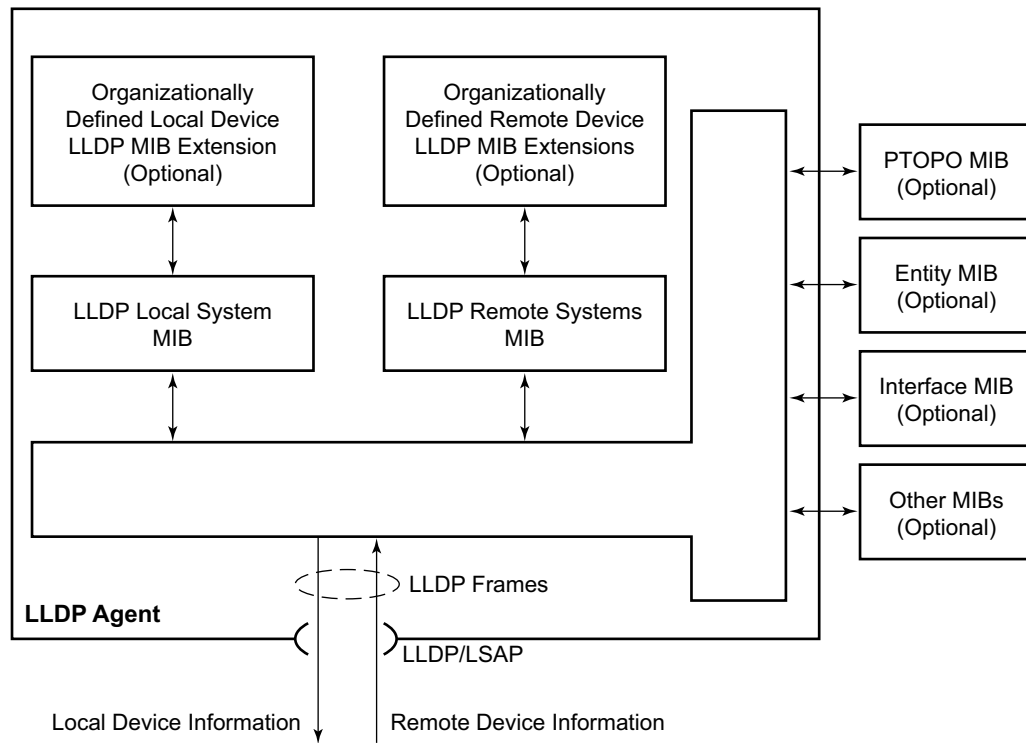 Organizationally
Defined Local Device
LLDP MIB Extension
(Optional)
Organizationally
Defined Remote Device
LLDP MIB Extensions
(Optional)
PTOPO MIB
(Optional)
Entity MIB
(Optional)
LLDP Local System
MIB
LLDP Remote Systems
MIB
Interface MIB
(Optional)
Other MIBs
(Optional)
LLDP Frames
LLDP Agent
LLDP/LSAP
Local Device Information
Remote Device Information